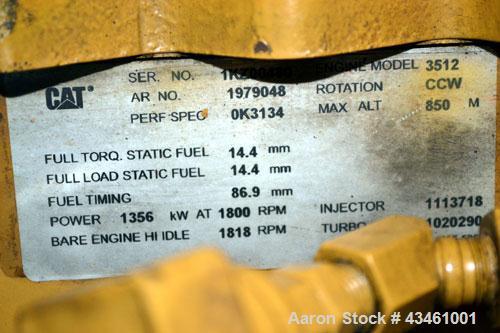 SER. NO. ENGINE MODEL 3512
CAT AR NO. 1979048 ROTATION CCW
PERF SPEC 0K3134 MAX ALT 850 M
FULL TORQ. STATIC FUEL 14.4 mm
FULL LOAD STATIC FUEL 14.4 mm
FUEL TIMING 86.9 mm
POWER 1356 kW AT 1800 RPM INJECTOR 1113718
BARE ENGINE HI IDLE 1818 RPM TURBO 1020290
Aaron Stock # 43461001